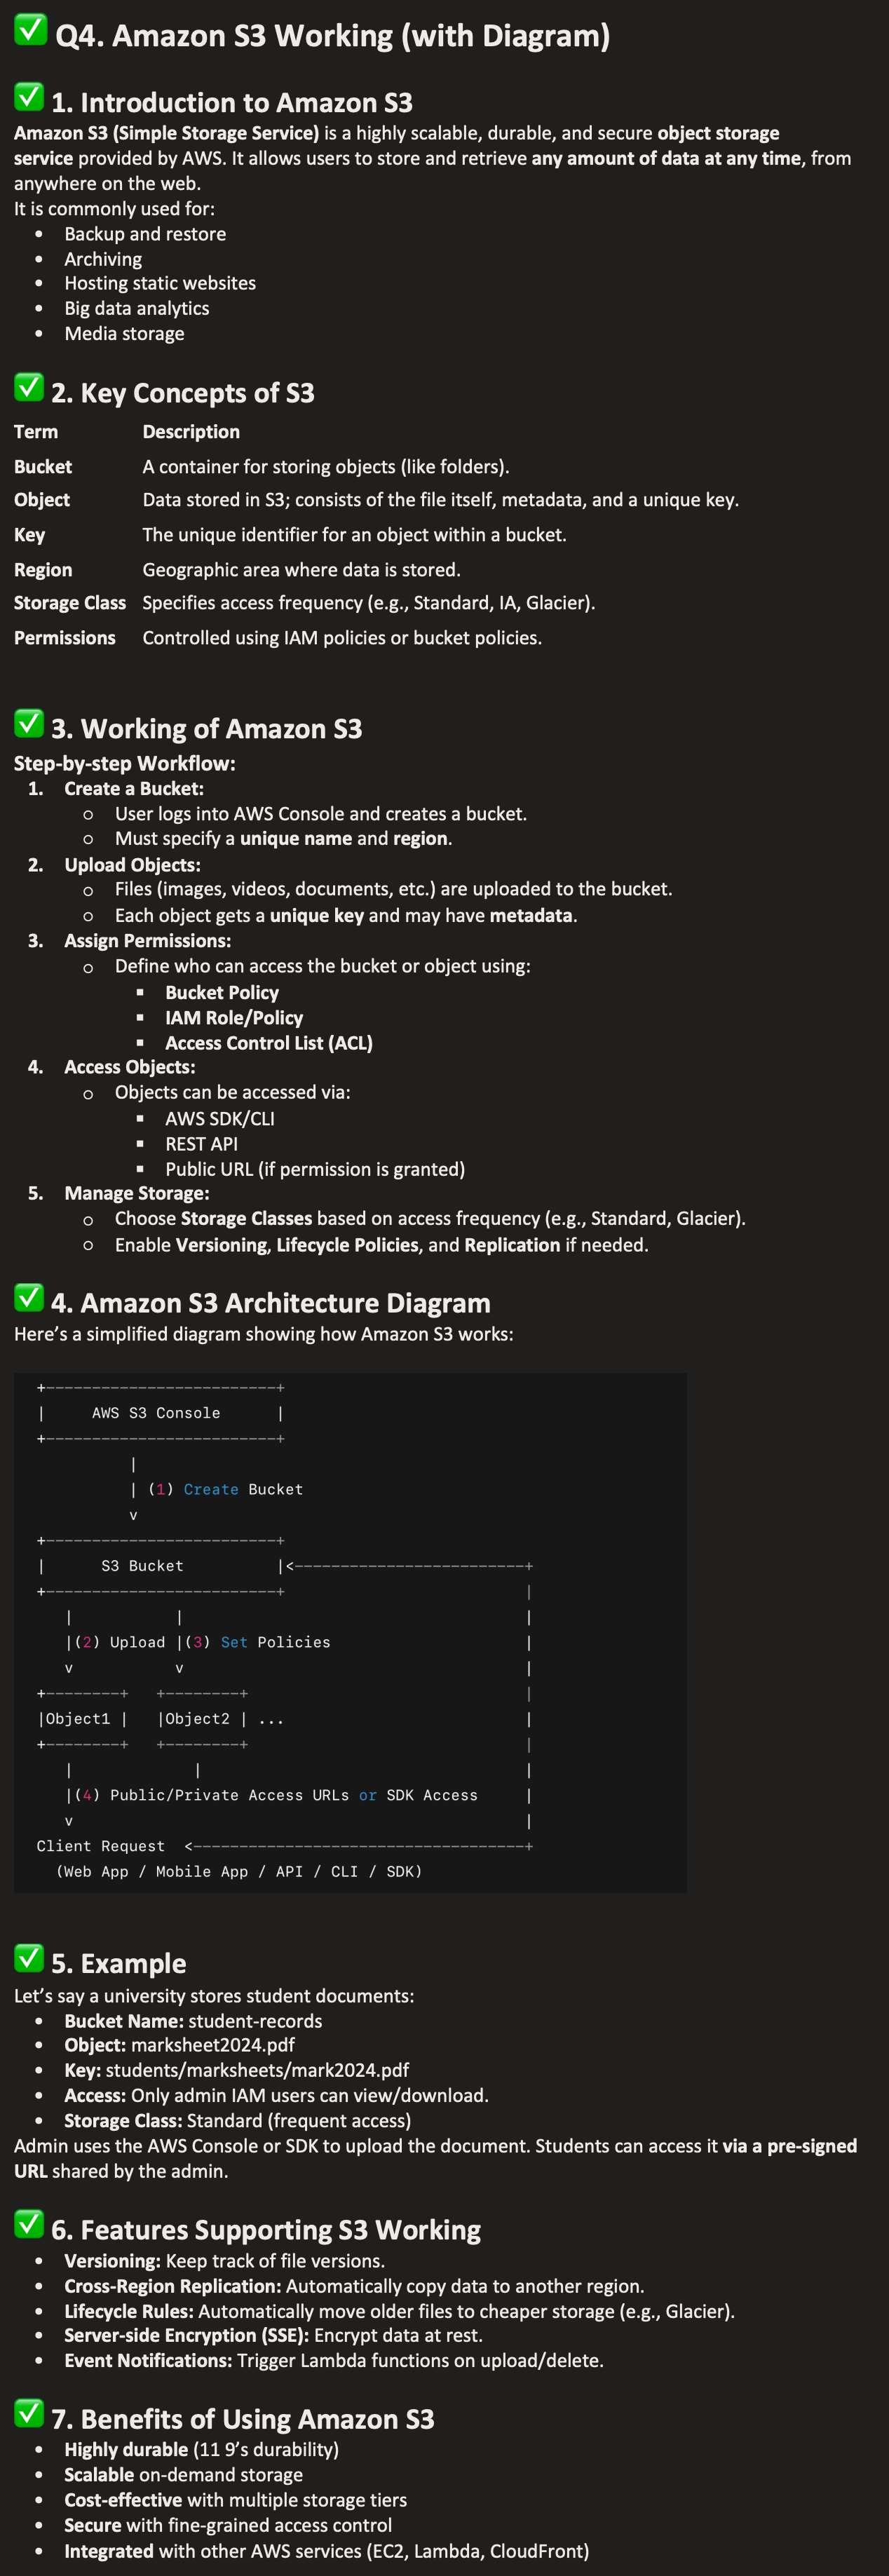 ✅ Q4. Amazon S3 Working (with Diagram)
✅ 1. Introduction to Amazon S3
Amazon S3 (Simple Storage Service) is a highly scalable, durable, and secure object storage
service provided by AWS. It allows users to store and retrieve any amount of data at any time, from
anywhere on the web.
It is commonly used for:
• Backup and restore
• Archiving
• Hosting static websites
• Big data analytics
• Media storage
✅ 2. Key Concepts of S3
Term Description
Bucket A container for storing objects (like folders).
Object Data stored in S3; consists of the file itself, metadata, and a unique key.
Key The unique identifier for an object within a bucket.
Region Geographic area where data is stored.
Storage Class Specifies access frequency (e.g., Standard, IA, Glacier).
Permissions Controlled using IAM policies or bucket policies.
✅ 3. Working of Amazon S3
Step-by-step Workflow:
1. Create a Bucket:
○ User logs into AWS Console and creates a bucket.
○ Must specify a unique name and region.
2. Upload Objects:
○ Files (images, videos, documents, etc.) are uploaded to the bucket.
○ Each object gets a unique key and may have metadata.
3. Assign Permissions:
○ Define who can access the bucket or object using:
▪ Bucket Policy
▪ IAM Role/Policy
▪ Access Control List (ACL)
4. Access Objects:
○ Objects can be accessed via:
▪ AWS SDK/CLI
▪ REST API
▪ Public URL (if permission is granted)
5. Manage Storage:
○ Choose Storage Classes based on access frequency (e.g., Standard, Glacier).
○ Enable Versioning, Lifecycle Policies, and Replication if needed.
✅ 4. Amazon S3 Architecture Diagram
Here's a simplified diagram showing how Amazon S3 works:
+-------------------------+
|     AWS S3 Console      |
+-------------------------+
          |
          | (1) Create Bucket
          v
+-------------------------+
|      S3 Bucket          |<-------------------------+
+-------------------------+                          |
   |           |                                     |
   |(2) Upload |(3) Set Policies                     |
   v           v                                     |
+--------+   +--------+                              |
|Object1 |   |Object2 | ...                          |
+--------+   +--------+                              |
   |             |                                   |
   |(4) Public/Private Access URLs or SDK Access     |
   v                                                 |
Client Request  <------------------------------------+
  (Web App / Mobile App / API / CLI / SDK)
✅ 5. Example
Let's say a university stores student documents:
• Bucket Name: student-records
• Object: marksheet2024.pdf
• Key: students/marksheets/mark2024.pdf
• Access: Only admin IAM users can view/download.
• Storage Class: Standard (frequent access)
Admin uses the AWS Console or SDK to upload the document. Students can access it via a pre-signed
URL shared by the admin.
✅ 6. Features Supporting S3 Working
• Versioning: Keep track of file versions.
• Cross-Region Replication: Automatically copy data to another region.
• Lifecycle Rules: Automatically move older files to cheaper storage (e.g., Glacier).
• Server-side Encryption (SSE): Encrypt data at rest.
• Event Notifications: Trigger Lambda functions on upload/delete.
✅ 7. Benefits of Using Amazon S3
• Highly durable (11 9's durability)
• Scalable on-demand storage
• Cost-effective with multiple storage tiers
• Secure with fine-grained access control
• Integrated with other AWS services (EC2, Lambda, CloudFront)